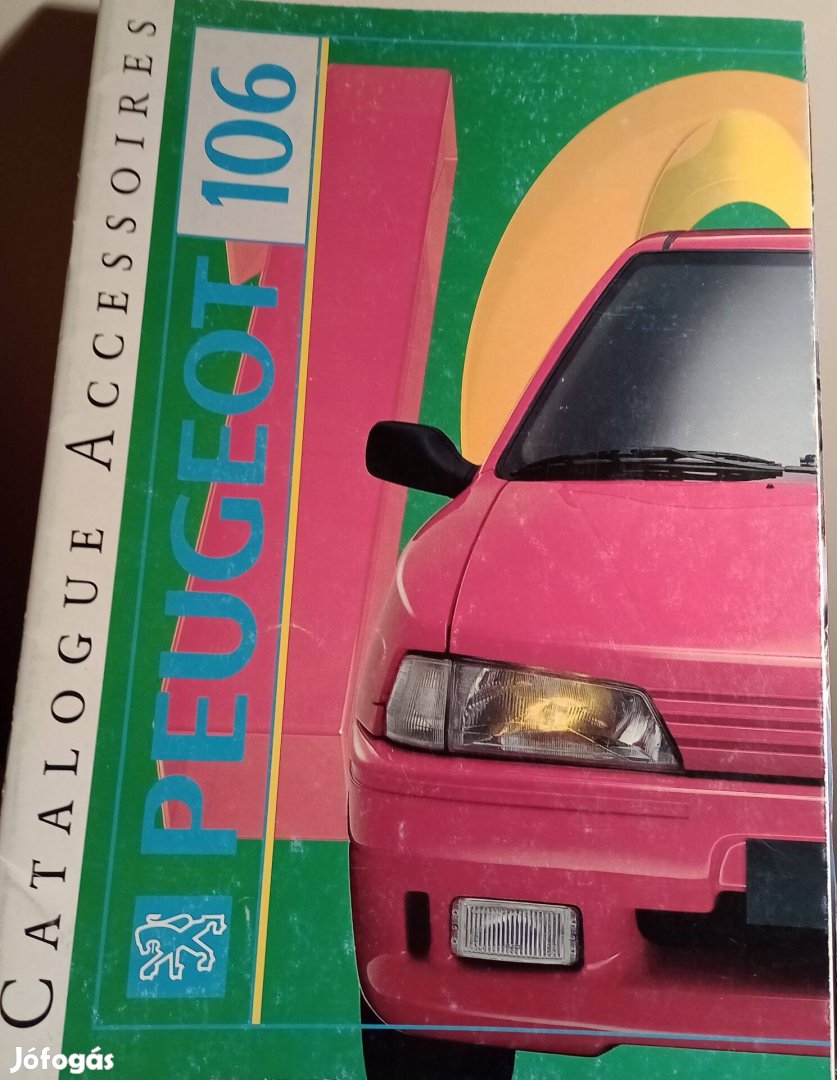 CATALOGUE ACCESSOIRES
PEUGEOT 106
Jófogás